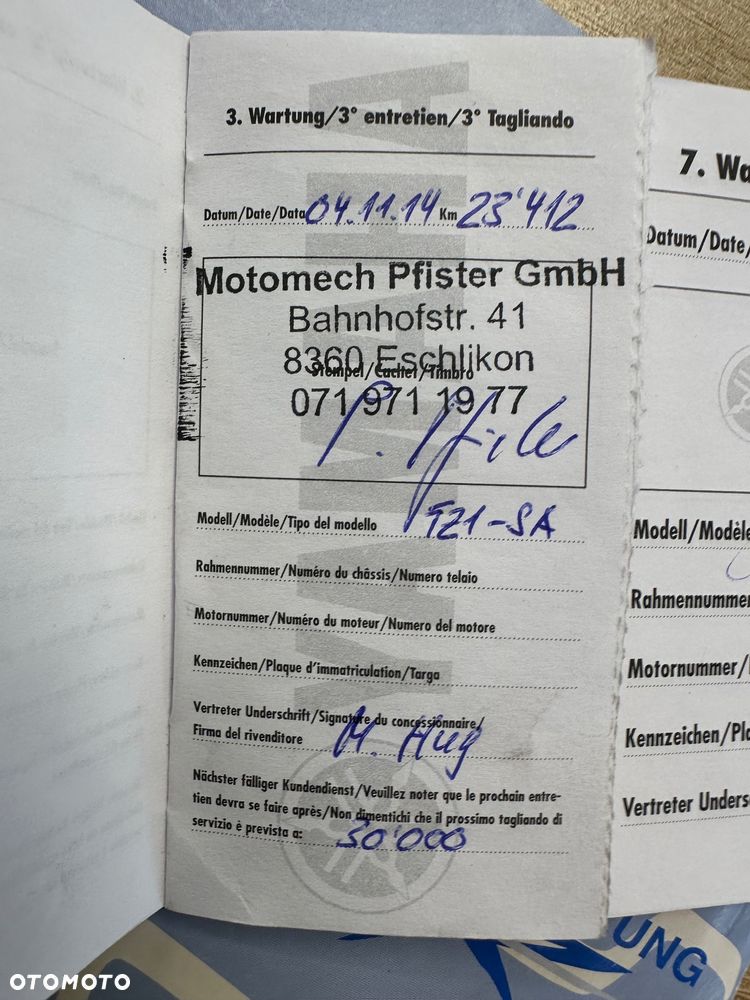 3. Wartung/3° entretien/3° Tagliando
Datum/Date/Data 04.11.14 Km 23'412
Motomech Pfister GmbH
Bahnhofstr. 41
8360 Eschlikon
Stempel/Cachet/Timbro
071 971 19 77
Modell/Modèle/Tipo del modello FZ1-SA
Rahmennummer/Numéro du châssis/Numero telaio
Motornummer/Numéro du moteur/Numero del motore
Kennzeichen/Plaque d'immatriculation/Targa
Vertreter Underschrift/Signature du concessionnaire/
Firma del rivenditore M. Hug
Nächster fälliger Kundendienst/Veuillez noter que le prochain entre-
tien devra se faire après/Non dimentichi che il prossimo tagliando di
servizio è prevista a: 30'000
YAMAHA
7. Wa
Datum/Date/
Modell/Modèle
Rahmennummer
Motornummer/
Kennzeichen/Pla
Vertreter Unders
UNG
OTOMOTO